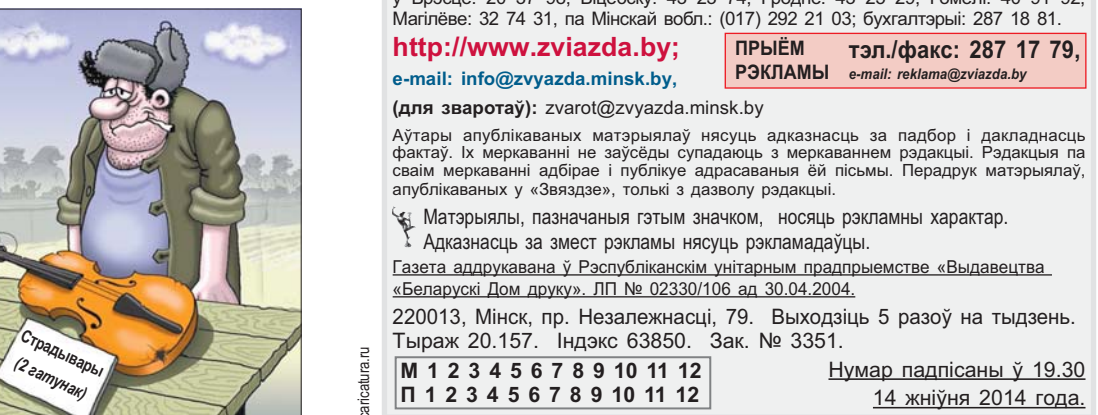 Магілёве: 32 74 31, па Мінскай вобл.: (017) 292 21 03; бухгалтэрыі: 287 18 81.
http://www.zviazda.by;
e-mail: info@zvyazda.minsk.by,
ПРЫЁМ РЭКЛАМЫ
тэл./факс: 287 17 79,
e-mail: reklama@zviazda.by
(для зваротаў): zvarot@zvyazda.minsk.by
Аўтары апублікаваных матэрыялаў нясуць адказнасць за падбор і дакладнасць
фактаў. Іх меркаванні не заўсёды супадаюць з меркаваннем рэдакцыі. Рэдакцыя па
сваім меркаванні адбірае і публікуе адрасаваныя ёй пісьмы. Перадрук матэрыялаў,
апублікаваных у «Звяздзе», толькі з дазволу рэдакцыі.
Матэрыялы, пазначаныя гэтым значком, носяць рэкламны характар.
Адказнасць за змест рэкламы нясуць рэкламадаўцы.
Газета аддрукавана ў Рэспубліканскім унітарным прадпрыемстве «Выдавецтва
«Беларускі Дом друку». ЛП № 02330/106 ад 30.04.2004.
220013, Мінск, пр. Незалежнасці, 79. Выходзіць 5 разоў на тыдзень.
Тыраж 20.157. Індэкс 63850. Зак. № 3351.
М 1 2 3 4 5 6 7 8 9 10 11 12
П 1 2 3 4 5 6 7 8 9 10 11 12
Нумар падпісаны ў 19.30
14 жніўня 2014 года.
Страдывары
(2 гатунак)
caricatura.ru